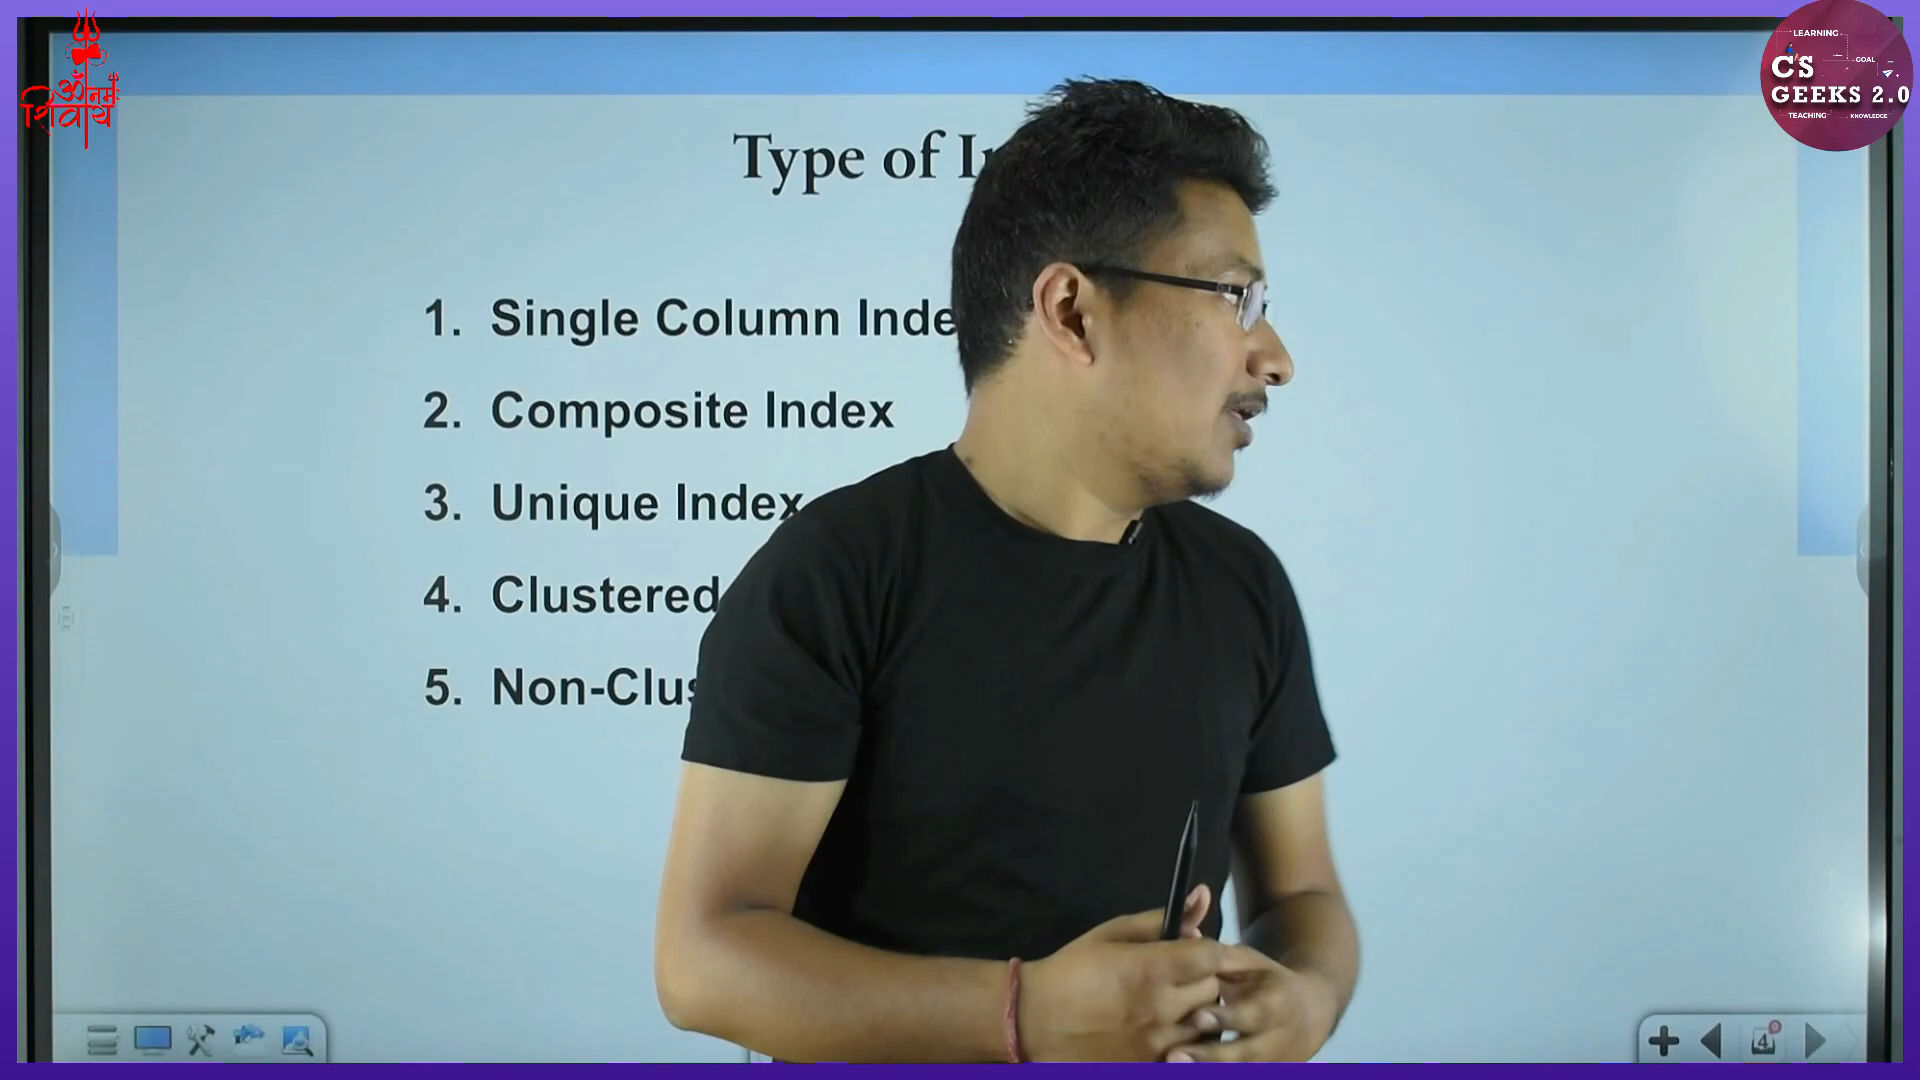 ॐ नमः
शिवाय
LEARNING
GOAL
CS
GEEKS 2.0
TEACHING
KNOWLEDGE
Type of
1. Single Column Inde
2. Composite Index
3. Unique Index
4. Clustered
5. Non-Clus
4
0